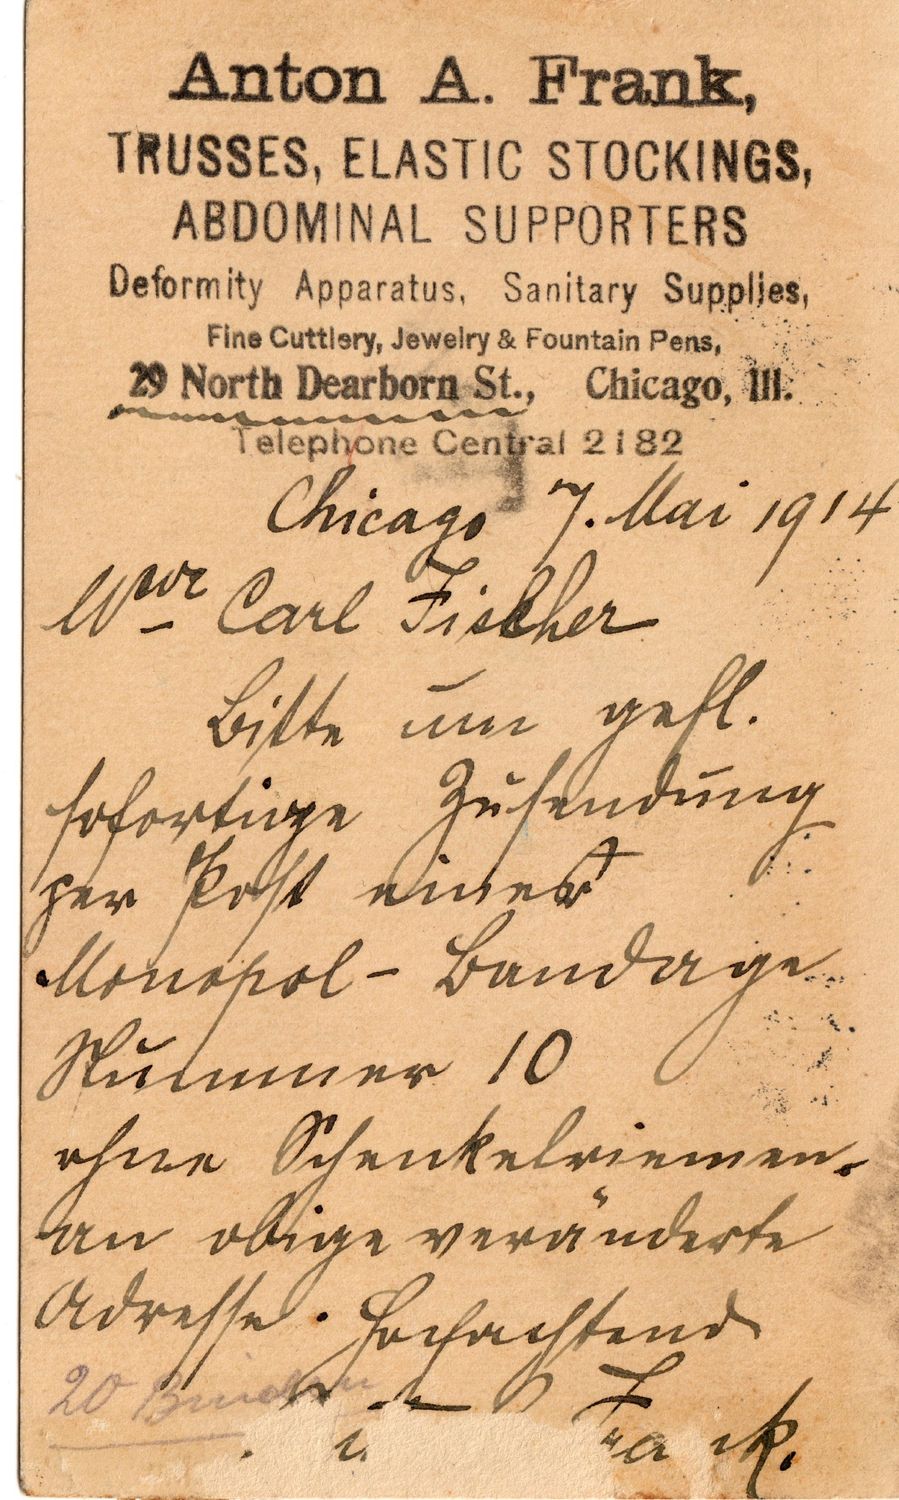 Anton A. Frank,
TRUSSES, ELASTIC STOCKINGS,
ABDOMINAL SUPPORTERS
Deformity Apparatus, Sanitary Supplies,
Fine Cuttlery, Jewelry & Fountain Pens,
29 North Dearborn St., Chicago, Ill.
Telephone Central 2182
Chicago 7. Mai 1914
Carl Fischer
Bitte um gefl.
sofortige Zusendung
per Post einer
Monopol-Bandage
Nummer 10
ohne Schenkelriemen.
an obige veränderte
Adresse. Hochachtend
20 Binden